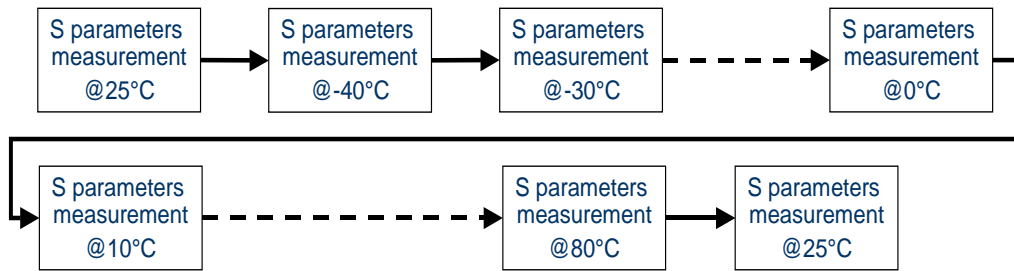 S parameters
measurement
@25°C
S parameters
measurement
@-40°C
S parameters
measurement
@-30°C
S parameters
measurement
@0°C
S parameters
measurement
@10°C
S parameters
measurement
@80°C
S parameters
measurement
@25°C